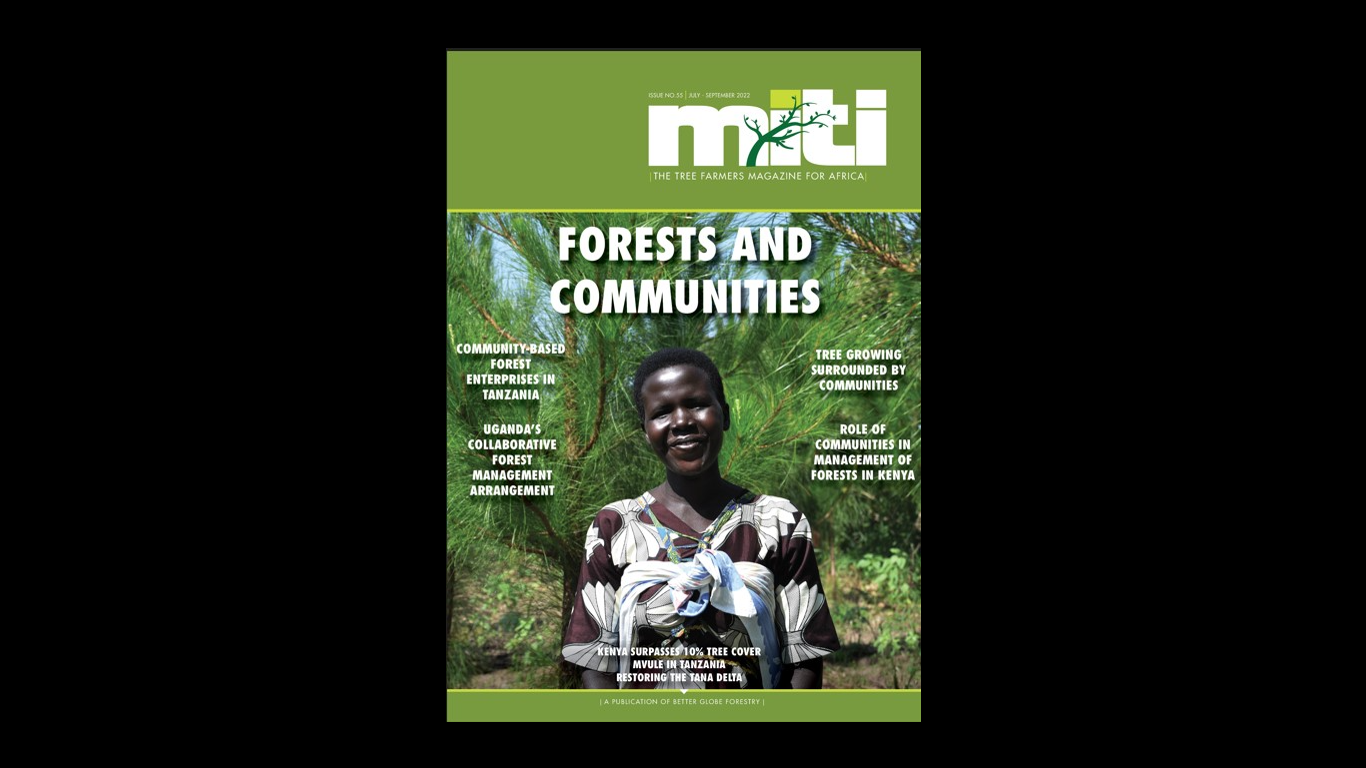 ISSUE NO 55 | JULY - SEPTEMBER 2022
miti
|THE TREE FARMERS MAGAZINE FOR AFRICA|
FORESTS AND
COMMUNITIES
COMMUNITY-BASED
FOREST
ENTERPRISES IN
TANZANIA
UGANDA'S
COLLABORATIVE
FOREST
MANAGEMENT
ARRANGEMENT
TREE GROWING
SURROUNDED BY
COMMUNITIES
ROLE OF
COMMUNITIES IN
MANAGEMENT OF
FORESTS IN KENYA
KENYA SURPASSES 10% TREE COVER
MVULE IN TANZANIA
RESTORING THE TANA DELTA
| A PUBLICATION OF BETTER GLOBE FORESTRY |